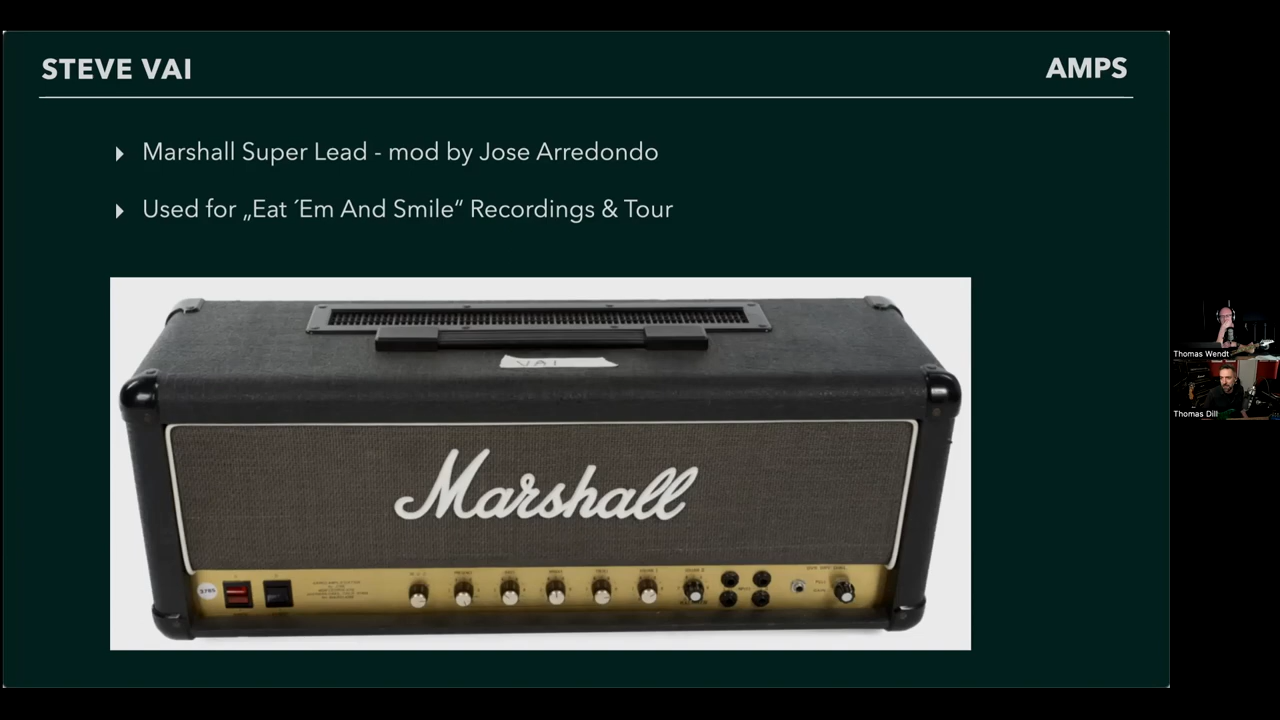 STEVE VAI
AMPS
Marshall Super Lead - mod by Jose Arredondo
Used for „Eat ´Em And Smile“ Recordings & Tour
VAI
Marshall
Thomas Wendt
Thomas Dill